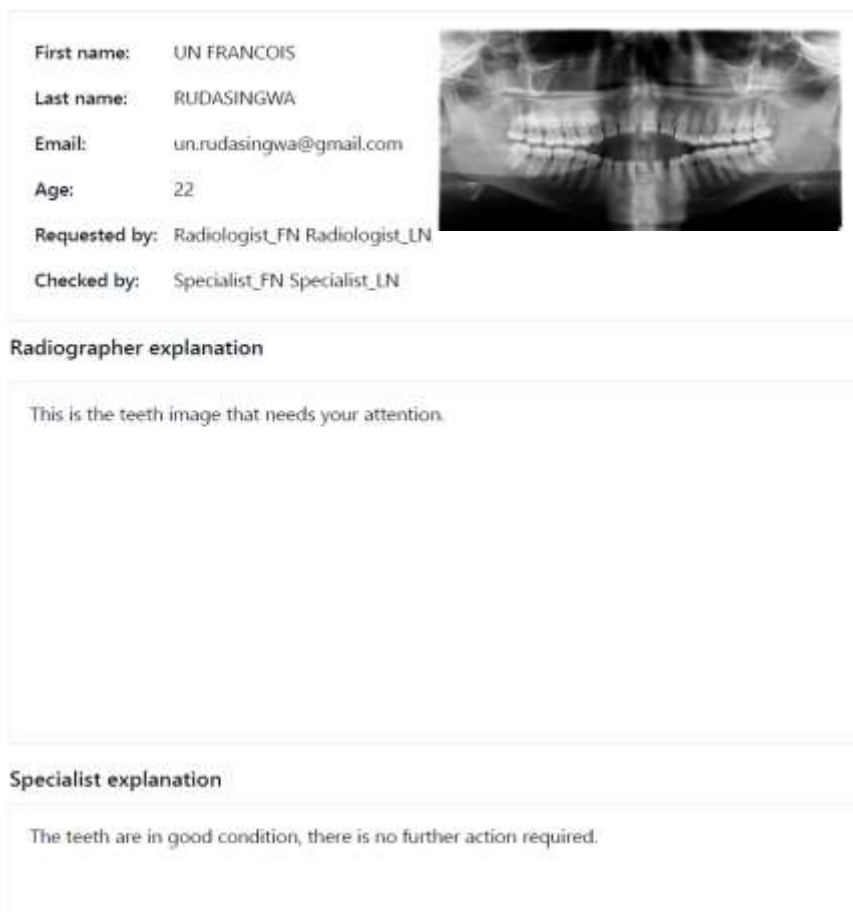 First name: UN FRANCOIS
Last name: RUDASINGWA
Email: un.rudasingwa@gmail.com
Age: 22
Requested by: Radiologist_FN Radiologist_LN
Checked by: Specialist_FN Specialist_LN
Radiographer explanation
This is the teeth image that needs your attention.
Specialist explanation
The teeth are in good condition, there is no further action required.